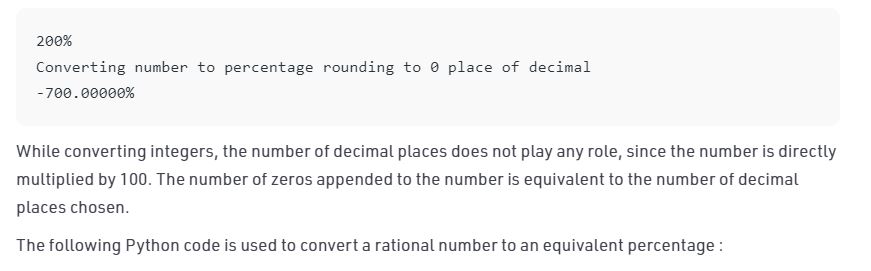 200%
Converting number to percentage rounding to 0 place of decimal
-700.00000%
While converting integers, the number of decimal places does not play any role, since the number is directly
multiplied by 100. The number of zeros appended to the number is equivalent to the number of decimal
places chosen.
The following Python code is used to convert a rational number to an equivalent percentage :